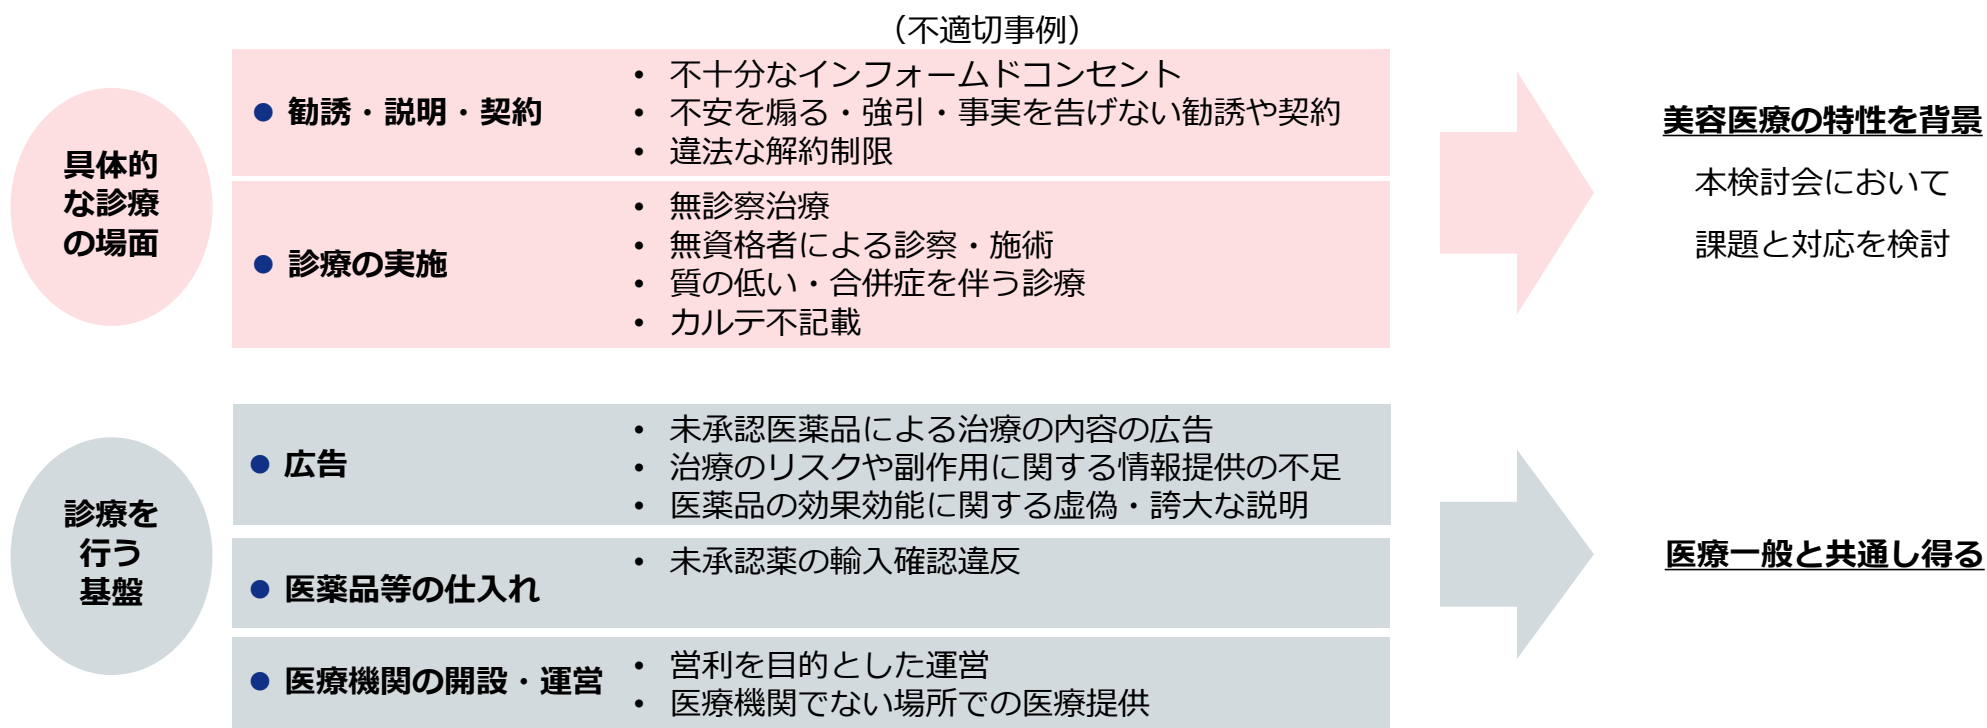 （不適切事例）
具体的
な診療
の場面
● 勧誘・説明・契約
• 不十分なインフォームドコンセント
• 不安を煽る・強引・事実を告げない勧誘や契約
• 違法な解約制限
● 診療の実施
• 無診察治療
• 無資格者による診察・施術
• 質の低い・合併症を伴う診療
• カルテ不記載
美容医療の特性を背景
本検討会において
課題と対応を検討
診療を
行う
基盤
● 広告
• 未承認医薬品による治療の内容の広告
• 治療のリスクや副作用に関する情報提供の不足
• 医薬品の効果効能に関する虚偽・誇大な説明
● 医薬品等の仕入れ
• 未承認薬の輸入確認違反
● 医療機関の開設・運営
• 営利を目的とした運営
• 医療機関でない場所での医療提供
医療一般と共通し得る